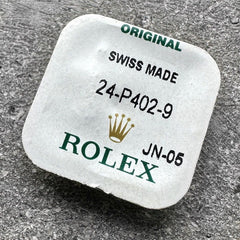 ORIGINAL
SWISS MADE
24-P402-9
JN-05
ROLEX